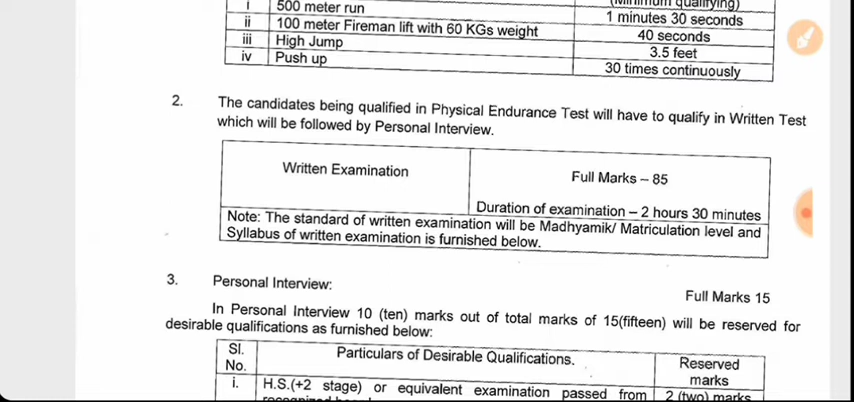 i 500 meter run (Minimum qualifying)
1 minutes 30 seconds
ii 100 meter Fireman lift with 60 KGs weight 40 seconds
iii High Jump 3.5 feet
iv Push up 30 times continuously
2. The candidates being qualified in Physical Endurance Test will have to qualify in Written Test
which will be followed by Personal Interview.
Written Examination Full Marks – 85
Duration of examination – 2 hours 30 minutes
Note: The standard of written examination will be Madhyamik/ Matriculation level and
Syllabus of written examination is furnished below.
3. Personal Interview: Full Marks 15
In Personal Interview 10 (ten) marks out of total marks of 15(fifteen) will be reserved for
desirable qualifications as furnished below:
Sl. No. Particulars of Desirable Qualifications. Reserved marks
i. H.S.(+2 stage) or equivalent examination passed from 2 (two) marks